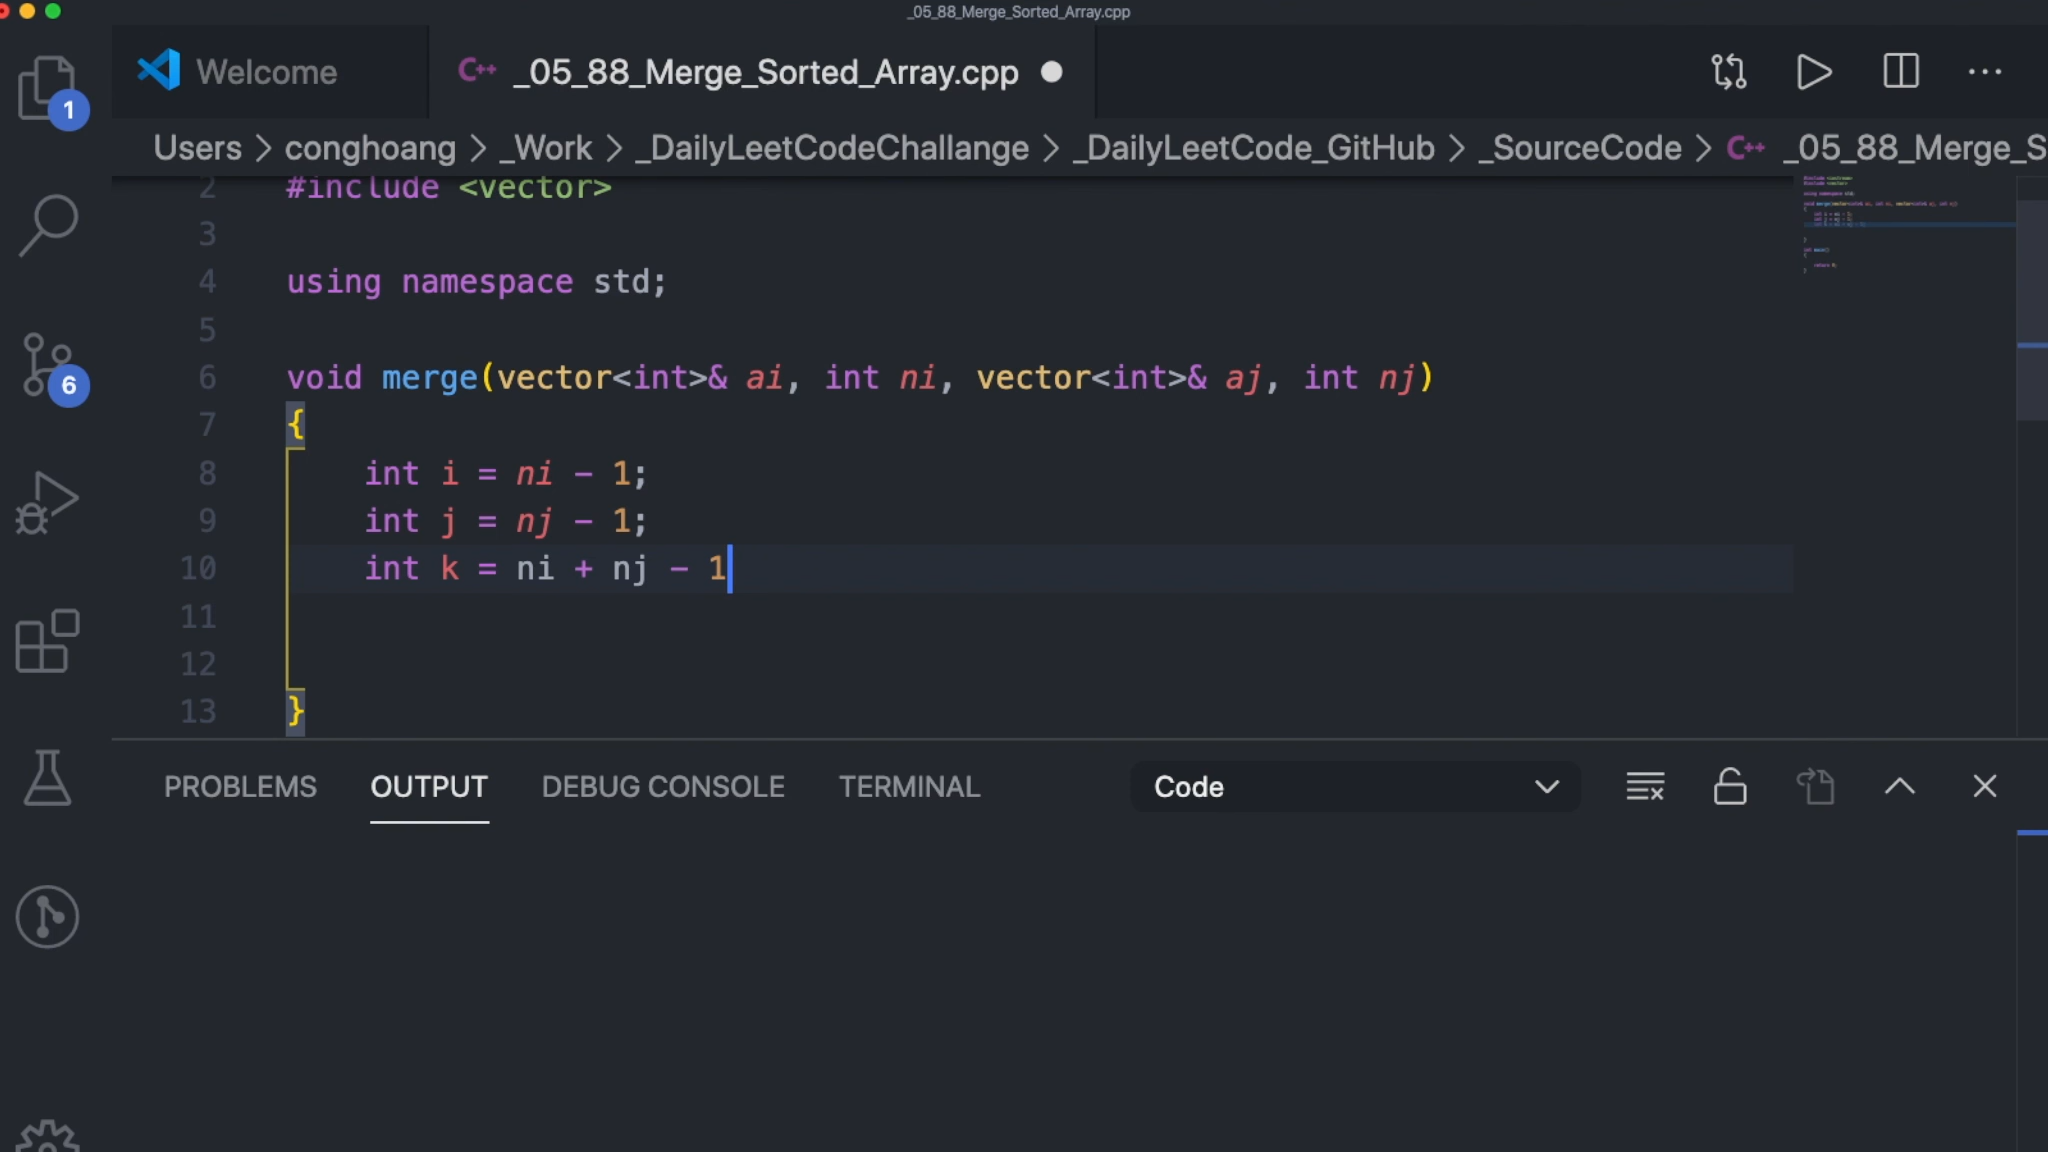 _05_88_Merge_Sorted_Array.cpp
Welcome
C++ _05_88_Merge_Sorted_Array.cpp
1
Users > conghoang > _Work > _DailyLeetCodeChallange > _DailyLeetCode_GitHub > _SourceCode > C++ _05_88_Merge_S
2 #include <vector>
3
4 using namespace std;
5
6 void merge(vector<int>& ai, int ni, vector<int>& aj, int nj)
6
7 {
8 int i = ni - 1;
9 int j = nj - 1;
10 int k = ni + nj - 1
11
12
13 }
PROBLEMS OUTPUT DEBUG CONSOLE TERMINAL Code